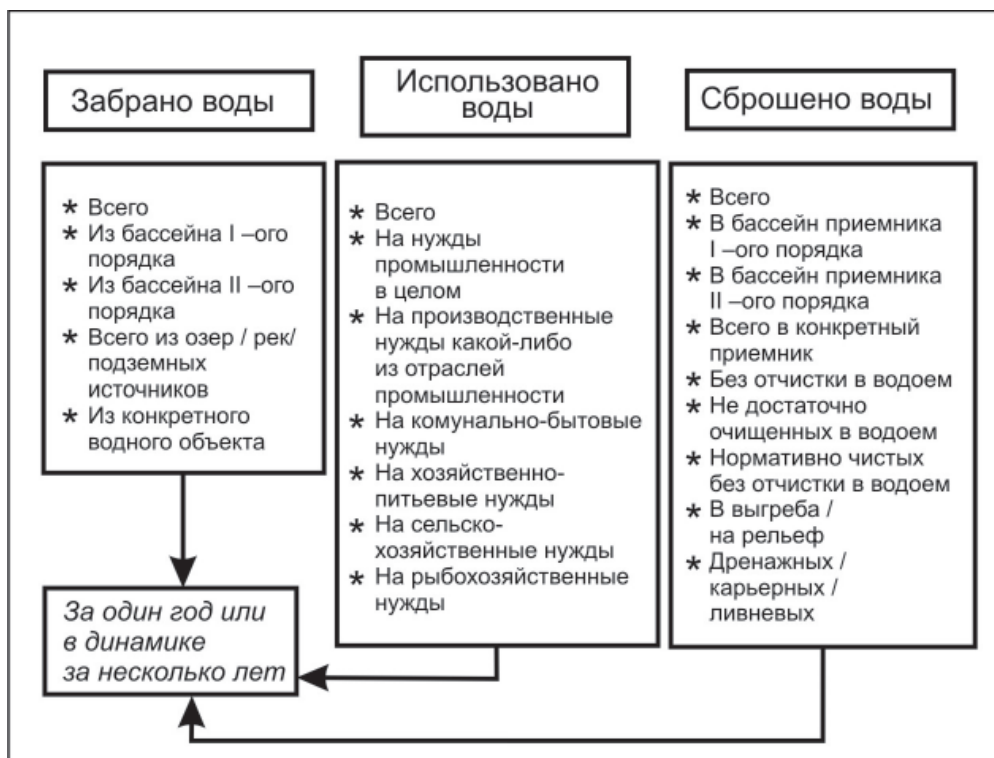 Забрано воды
Использовано
воды
Сброшено воды
* Всего
* Из бассейна I –ого
порядка
* Из бассейна II –ого
порядка
* Всего из озер / рек/
подземных
источников
* Из конкретного
водного объекта
* Всего
* На нужды
промышленности
в целом
* На производственные
нужды какой-либо
из отраслей
промышленности
* На комунально-бытовые
нужды
* На хозяйственно-
питьевые нужды
* На сельско-
хозяйственные нужды
* На рыбохозяйственные
нужды
* Всего
* В бассейн приемника
I –ого порядка
* В бассейн приемника
II –ого порядка
* Всего в конкретный
приемник
* Без отчистки в водоем
* Не достаточно
очищенных в водоем
* Нормативно чистых
без отчистки в водоем
* В выгреба /
на рельеф
* Дренажных /
карьерных /
ливневых
За один год или
в динамике
за несколько лет